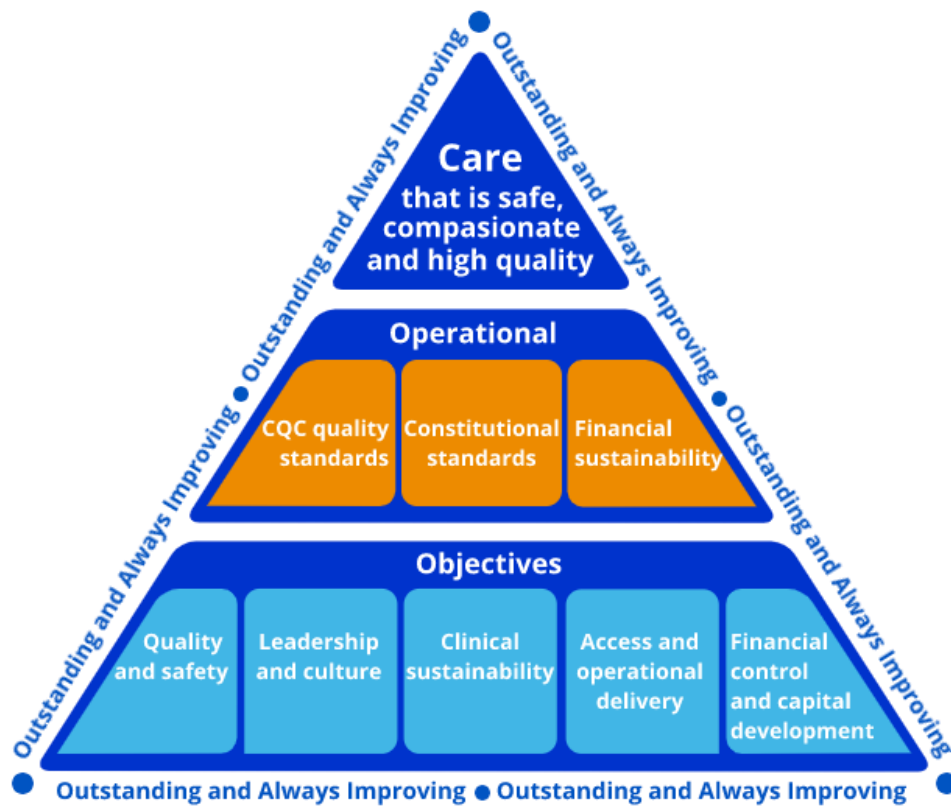 Outstanding and Always Improving ● Outstanding and Always Improving
Outstanding and Always Improving ● Outstanding and Always Improving
Care
that is safe,
compasionate
and high quality
Operational
CQC quality
standards
Constitutional
standards
Financial
sustainability
Objectives
Quality
and safety
Leadership
and culture
Clinical
sustainability
Access and
operational
delivery
Financial
control
and capital
development
Outstanding and Always Improving ● Outstanding and Always Improving